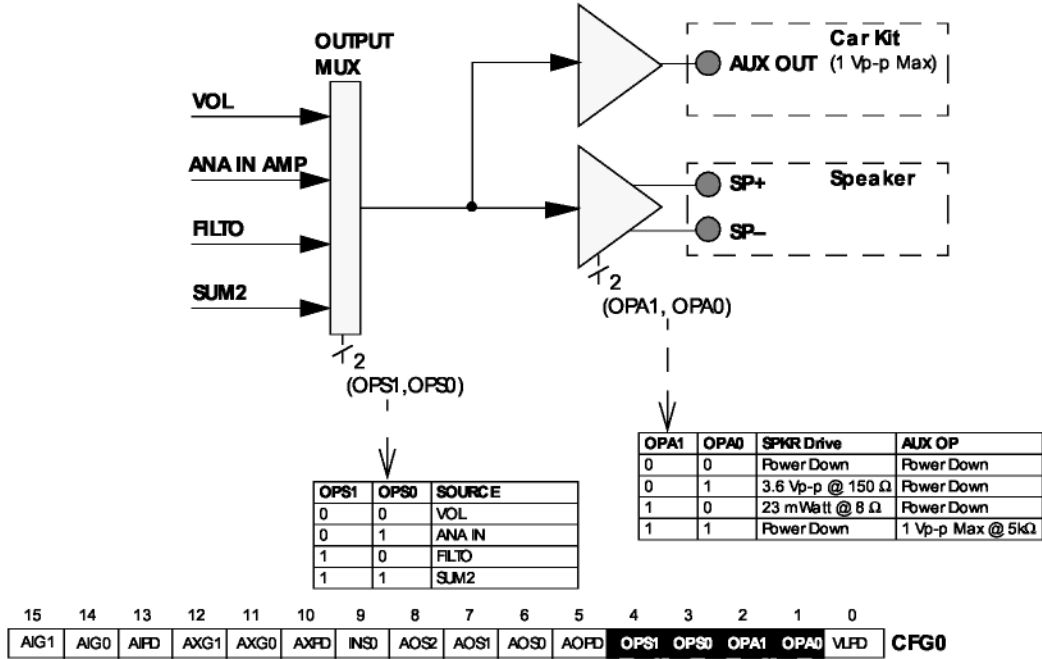 OUTPUT
MUX
VOL
ANA IN AMP
FILTO
SUM2
2
(OPS1,OPS0)
Car Kit
AUX OUT (1 Vp-p Max)
SP+ Speaker
SP–
2
(OPA1, OPA0)
OPA1 OPA0 SPKR Drive AUX OP
0 0 Power Down Power Down
0 1 3.6 Vp-p @ 150 Ω Power Down
1 0 23 mWatt @ 8 Ω Power Down
1 1 Power Down 1 Vp-p Max @ 5kΩ
OPS1 OPS0 SOURCE
0 0 VOL
0 1 ANA IN
1 0 FILTO
1 1 SUM2
15 14 13 12 11 10 9 8 7 6 5 4 3 2 1 0
AIG1 AIG0 AIPD AXG1 AXG0 AXPD INS0 AOS2 AOS1 AOS0 AOPD OPS1 OPS0 OPA1 OPA0 VLPD CFG0